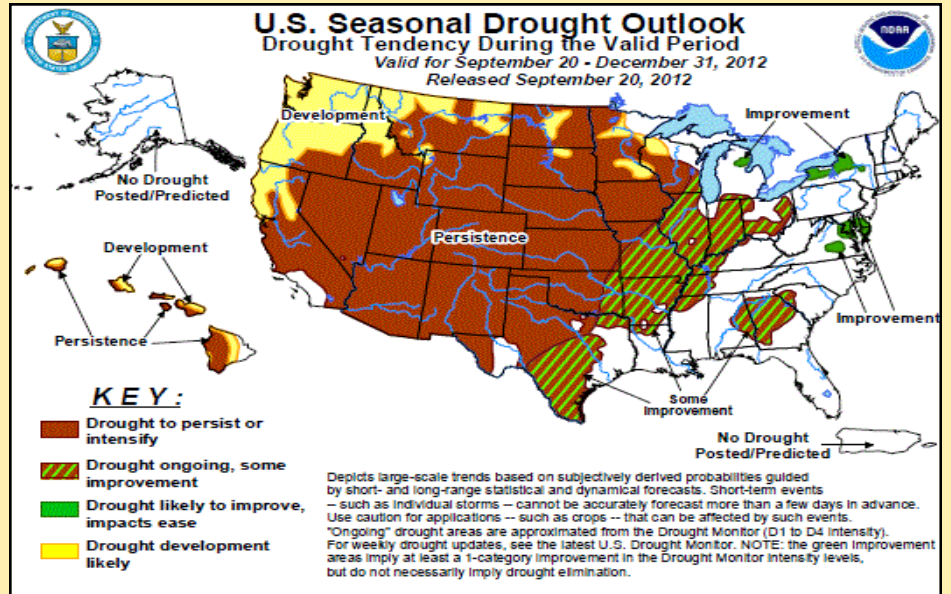 U.S. Seasonal Drought Outlook
Drought Tendency During the Valid Period
Valid for September 20 - December 31, 2012
Released September 20, 2012
NOAA
Development
Improvement
No Drought
Posted/Predicted
Development
Persistence
Persistence
Improvement
Some
Improvement
No Drought
Posted/Predicted
KEY:
Drought to persist or
intensify
Drought ongoing, some
improvement
Drought likely to improve,
impacts ease
Drought development
likely
Depicts large-scale trends based on subjectively derived probabilities guided
by short- and long-range statistical and dynamical forecasts. Short-term events
-- such as individual storms -- cannot be accurately forecast more than a few days in advance.
Use caution for applications -- such as crops -- that can be affected by such events.
"Ongoing" drought areas are approximated from the Drought Monitor (D1 to D4 intensity).
For weekly drought updates, see the latest U.S. Drought Monitor. NOTE: the green improvement
areas imply at least a 1-category improvement in the Drought Monitor intensity levels,
but do not necessarily imply drought elimination.